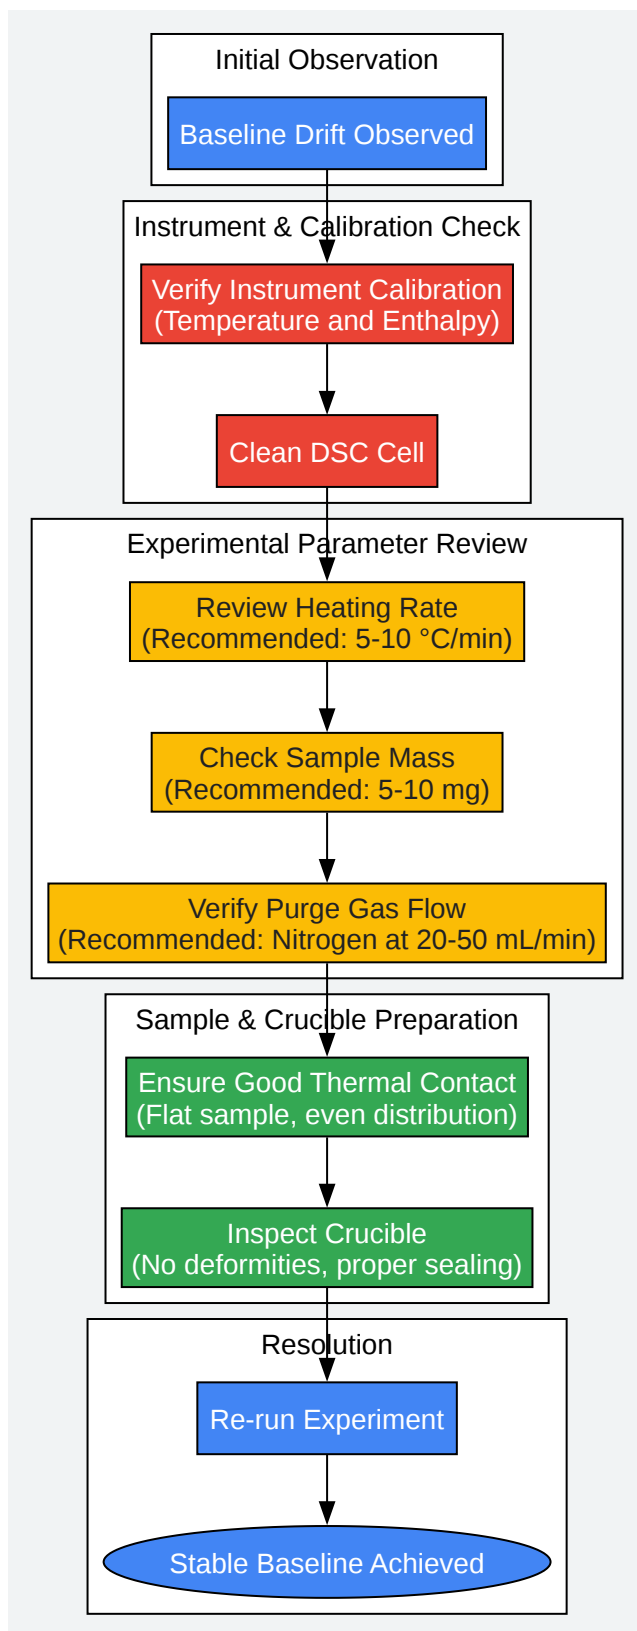 Initial Observation
Baseline Drift Observed
Instrument & Calibration Check
Verify Instrument Calibration
(Temperature and Enthalpy)
Clean DSC Cell
Experimental Parameter Review
Review Heating Rate
(Recommended: 5-10 °C/min)
Check Sample Mass
(Recommended: 5-10 mg)
Verify Purge Gas Flow
(Recommended: Nitrogen at 20-50 mL/min)
Sample & Crucible Preparation
Ensure Good Thermal Contact
(Flat sample, even distribution)
Inspect Crucible
(No deformities, proper sealing)
Resolution
Re-run Experiment
Stable Baseline Achieved